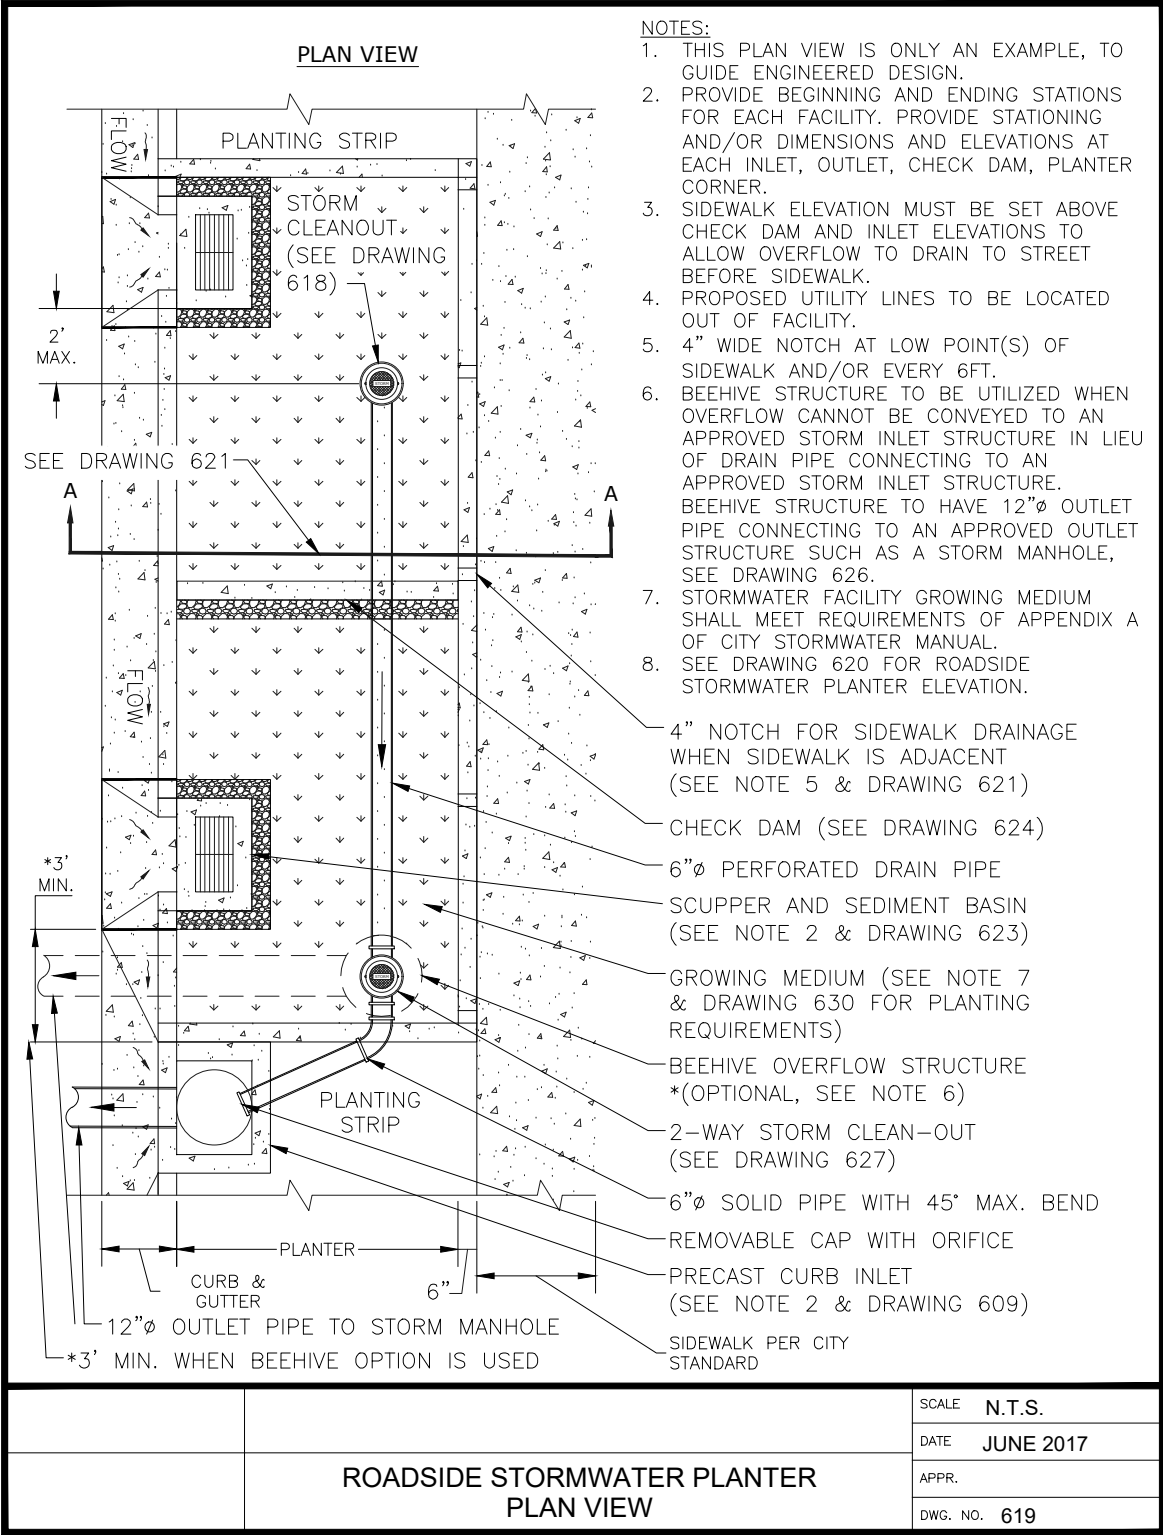 PLAN VIEW
NOTES:
1. THIS PLAN VIEW IS ONLY AN EXAMPLE, TO
GUIDE ENGINEERED DESIGN.
2. PROVIDE BEGINNING AND ENDING STATIONS
FOR EACH FACILITY. PROVIDE STATIONING
AND/OR DIMENSIONS AND ELEVATIONS AT
EACH INLET, OUTLET, CHECK DAM, PLANTER
CORNER.
3. SIDEWALK ELEVATION MUST BE SET ABOVE
CHECK DAM AND INLET ELEVATIONS TO
ALLOW OVERFLOW TO DRAIN TO STREET
BEFORE SIDEWALK.
4. PROPOSED UTILITY LINES TO BE LOCATED
OUT OF FACILITY.
5. 4" WIDE NOTCH AT LOW POINT(S) OF
SIDEWALK AND/OR EVERY 6FT.
6. BEEHIVE STRUCTURE TO BE UTILIZED WHEN
OVERFLOW CANNOT BE CONVEYED TO AN
APPROVED STORM INLET STRUCTURE IN LIEU
OF DRAIN PIPE CONNECTING TO AN
APPROVED STORM INLET STRUCTURE.
BEEHIVE STRUCTURE TO HAVE 12"ø OUTLET
PIPE CONNECTING TO AN APPROVED OUTLET
STRUCTURE SUCH AS A STORM MANHOLE,
SEE DRAWING 626.
7. STORMWATER FACILITY GROWING MEDIUM
SHALL MEET REQUIREMENTS OF APPENDIX A
OF CITY STORMWATER MANUAL.
8. SEE DRAWING 620 FOR ROADSIDE
STORMWATER PLANTER ELEVATION.
FLOW
PLANTING STRIP
STORM
CLEANOUT
(SEE DRAWING
618)
2'
MAX.
STORM
SEE DRAWING 621
A
A
FLOW
4" NOTCH FOR SIDEWALK DRAINAGE
WHEN SIDEWALK IS ADJACENT
(SEE NOTE 5 & DRAWING 621)
CHECK DAM (SEE DRAWING 624)
6"ø PERFORATED DRAIN PIPE
*3'
MIN.
SCUPPER AND SEDIMENT BASIN
(SEE NOTE 2 & DRAWING 623)
STORM
GROWING MEDIUM (SEE NOTE 7
& DRAWING 630 FOR PLANTING
REQUIREMENTS)
BEEHIVE OVERFLOW STRUCTURE
*(OPTIONAL, SEE NOTE 6)
PLANTING
STRIP
2-WAY STORM CLEAN-OUT
(SEE DRAWING 627)
6"ø SOLID PIPE WITH 45° MAX. BEND
REMOVABLE CAP WITH ORIFICE
PRECAST CURB INLET
(SEE NOTE 2 & DRAWING 609)
SIDEWALK PER CITY
STANDARD
PLANTER
CURB &
GUTTER
6"
12"ø OUTLET PIPE TO STORM MANHOLE
*3' MIN. WHEN BEEHIVE OPTION IS USED
ROADSIDE STORMWATER PLANTER
PLAN VIEW
SCALE N.T.S.
DATE JUNE 2017
APPR.
DWG. NO. 619